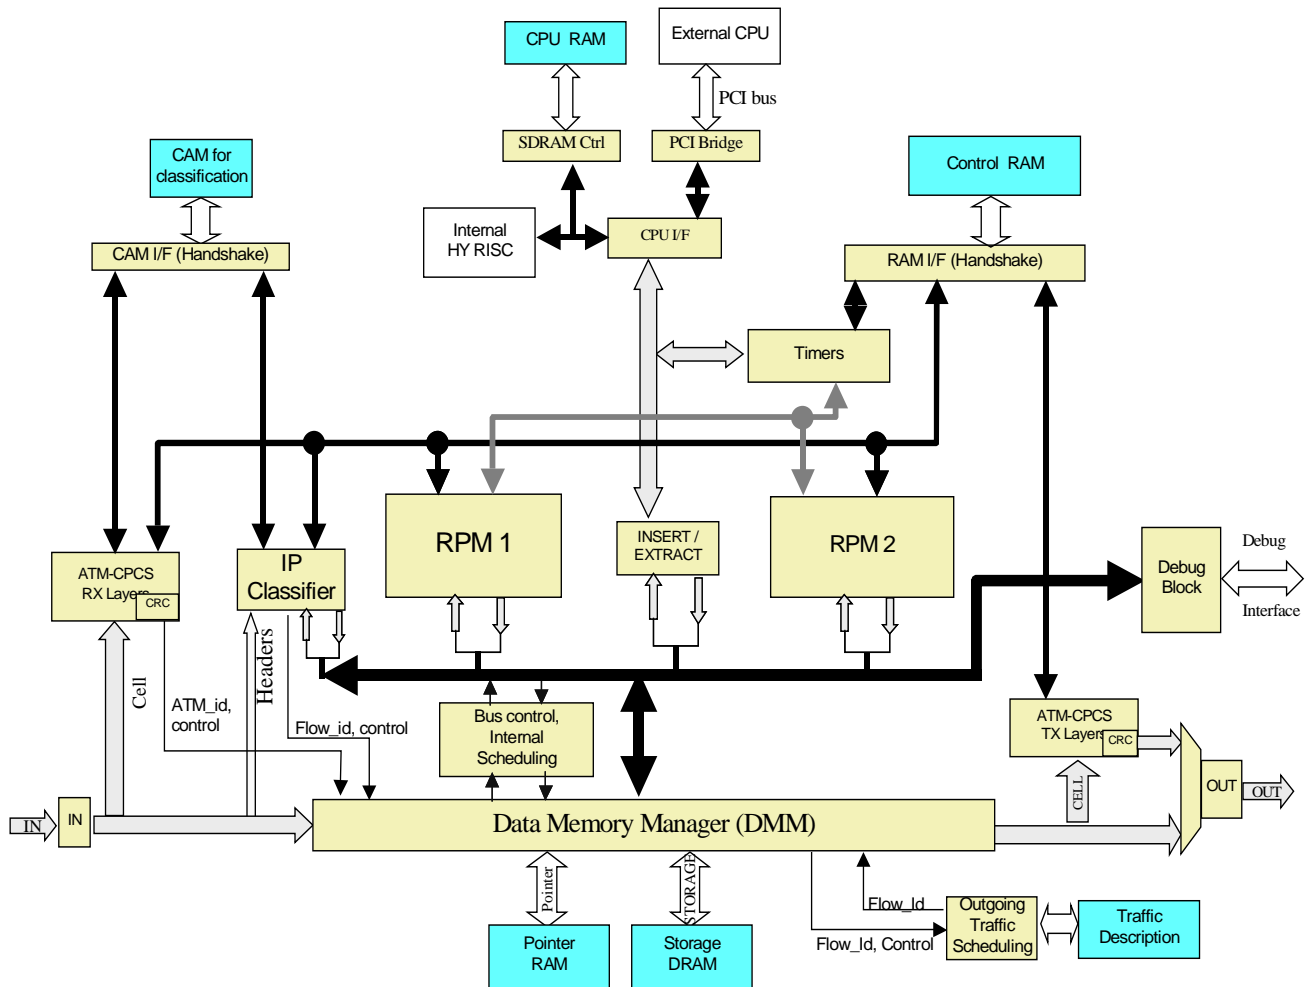 CPU RAM
External CPU
PCI bus
SDRAM Ctrl
PCI Bridge
CAM for
classification
Control RAM
Internal
HY RISC
CPU I/F
CAM I/F (Handshake)
RAM I/F (Handshake)
Timers
RPM 1
INSERT /
EXTRACT
RPM 2
IP
Classifier
ATM-CPCS
RX Layers
CRC
Debug
Block
Debug
Interface
Cell
Headers
ATM_id,
control
Flow_id, control
Bus control,
Internal
Scheduling
ATM-CPCS
TX Layers
CRC
CELL
OUT
OUT
IN
IN
Data Memory Manager (DMM)
Pointer
STORAGE
Flow_Id
Flow_Id, Control
Outgoing
Traffic
Scheduling
Traffic
Description
Pointer
RAM
Storage
DRAM